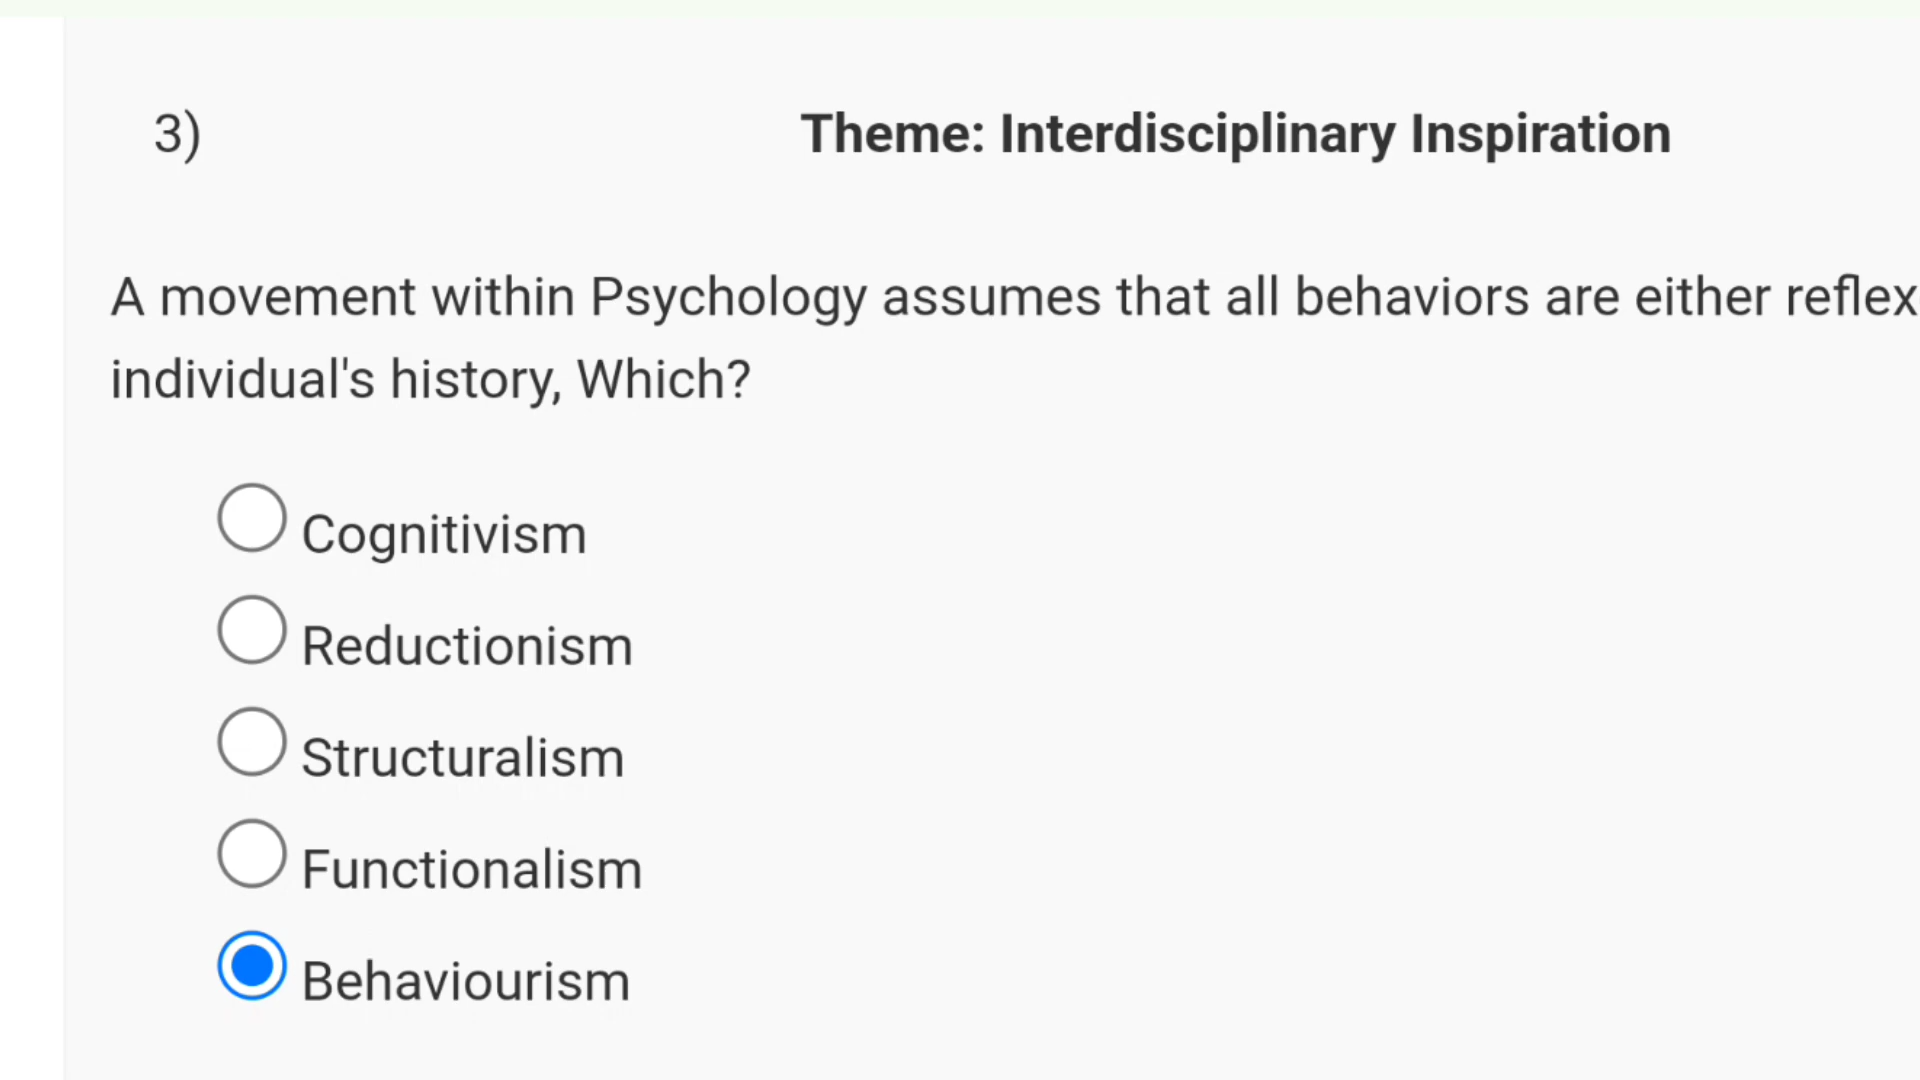 3)
Theme: Interdisciplinary Inspiration
A movement within Psychology assumes that all behaviors are either reflex
individual's history, Which?
Cognitivism
Reductionism
Structuralism
Functionalism
Behaviourism